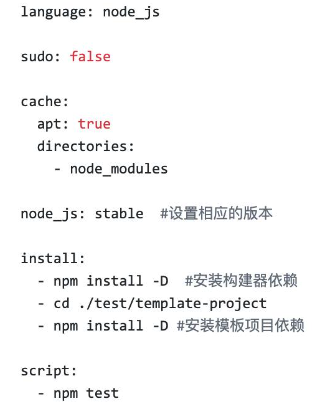 language: node_js

sudo: false

cache:
  apt: true
  directories:
    - node_modules

node_js: stable  #设置相应的版本

install:
  - npm install -D  #安装构建器依赖
  - cd ./test/template-project
  - npm install -D #安装模板项目依赖

script:
  - npm test